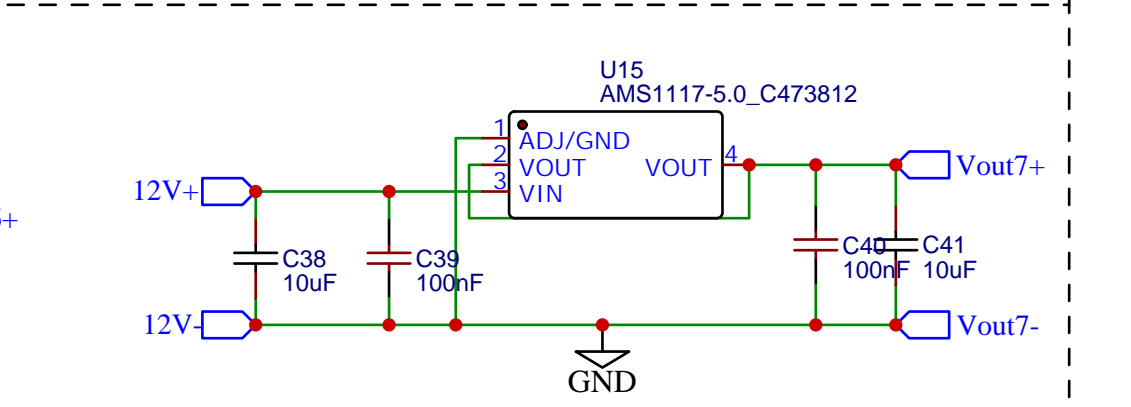 U15
AMS1117-5.0_C473812
1
ADJ/GND
2
VOUT
VOUT
4
3
VIN
12V+
Vout7+
C38
10uF
C39
100nF
C40
100nF
C41
10uF
12V-
Vout7-
GND